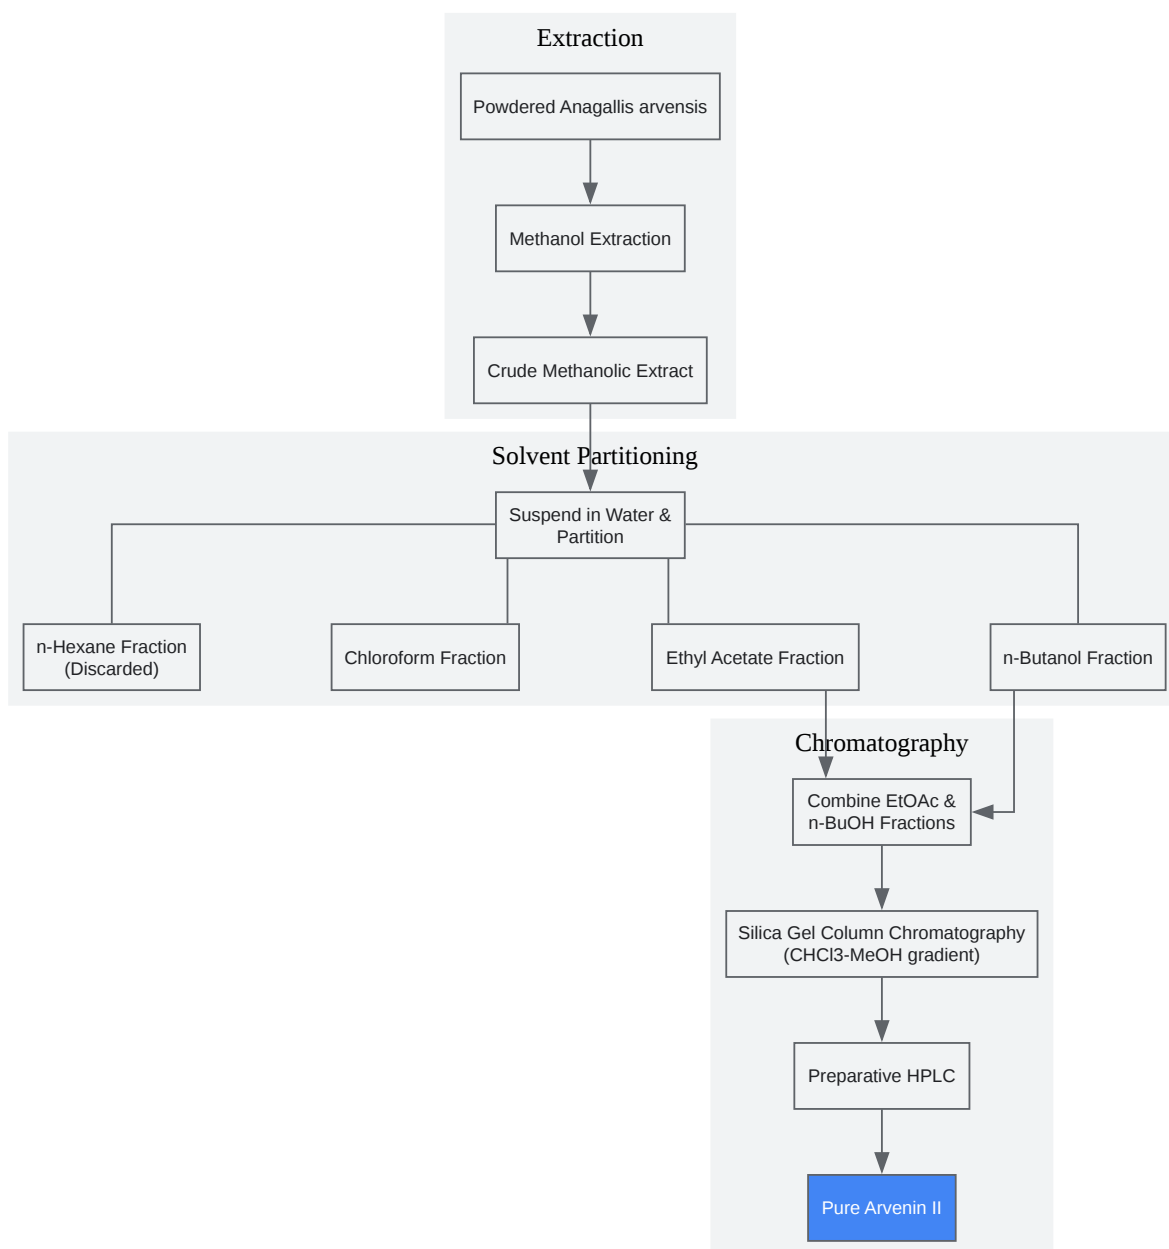 Extraction
Powdered Anagallis arvensis
Methanol Extraction
Crude Methanolic Extract
Solvent Partitioning
Suspend in Water &
Partition
n-Hexane Fraction
(Discarded)
Chloroform Fraction
Ethyl Acetate Fraction
n-Butanol Fraction
Chromatography
Combine EtOAc &
n-BuOH Fractions
Silica Gel Column Chromatography
(CHCl3-MeOH gradient)
Preparative HPLC
Pure Arvenin II